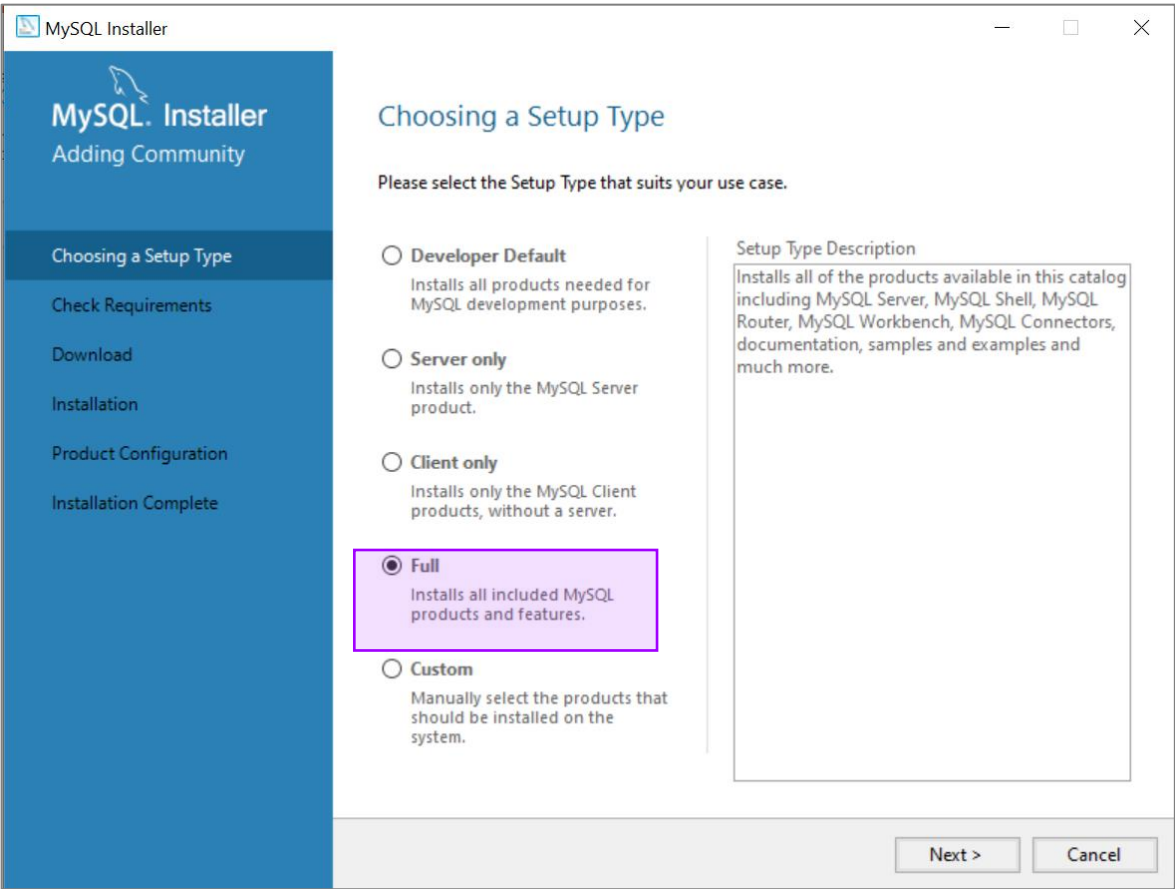 MySQL Installer
MySQL. Installer
Adding Community
Choosing a Setup Type
Check Requirements
Download
Installation
Product Configuration
Installation Complete
Choosing a Setup Type
Please select the Setup Type that suits your use case.
Developer Default
Installs all products needed for
MySQL development purposes.
Server only
Installs only the MySQL Server
product.
Client only
Installs only the MySQL Client
products, without a server.
Full
Installs all included MySQL
products and features.
Custom
Manually select the products that
should be installed on the
system.
Setup Type Description
Installs all of the products available in this catalog
including MySQL Server, MySQL Shell, MySQL
Router, MySQL Workbench, MySQL Connectors,
documentation, samples and examples and
much more.
Next >
Cancel